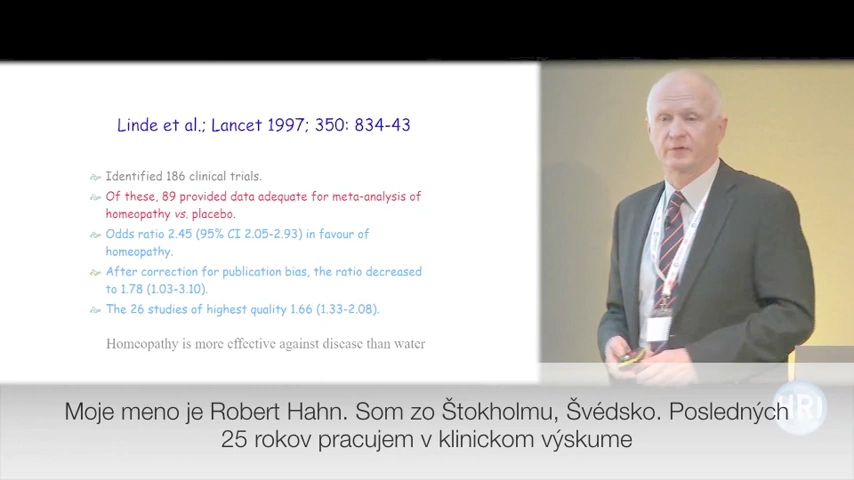 Linde et al.; Lancet 1997; 350: 834-43
Identified 186 clinical trials.
Of these, 89 provided data adequate for meta-analysis of
homeopathy vs. placebo.
Odds ratio 2.45 (95% CI 2.05-2.93) in favour of
homeopathy.
After correction for publication bias, the ratio decreased
to 1.78 (1.03-3.10).
The 26 studies of highest quality 1.66 (1.33-2.08).
Homeopathy is more effective against disease than water
Moje meno je Robert Hahn. Som zo Štokholmu, Švédsko. Posledných
25 rokov pracujem v klinickom výskume
HRI